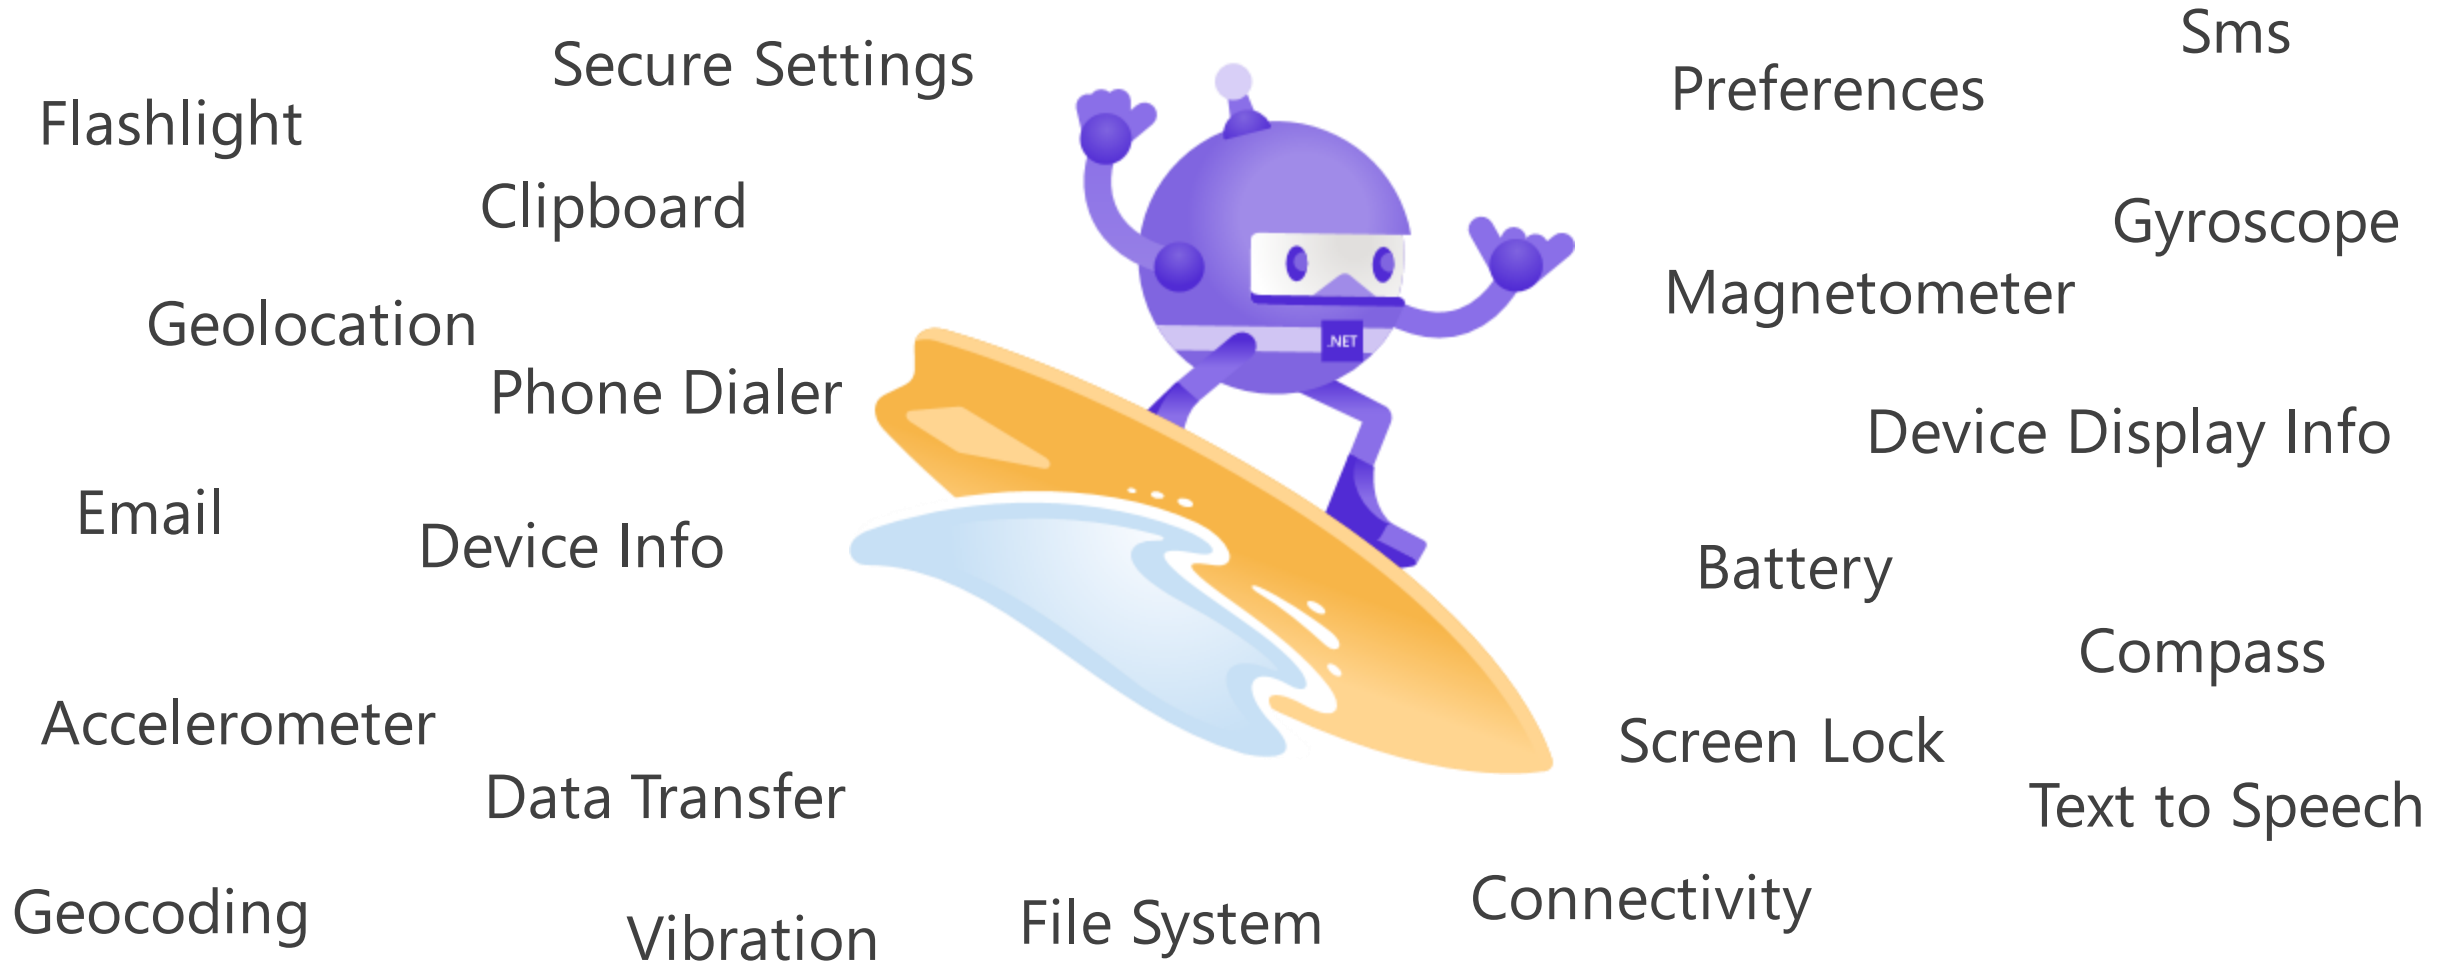 Sms
Secure Settings
Preferences
Flashlight
Clipboard
Gyroscope
Magnetometer
Geolocation
.NET
Phone Dialer
Device Display Info
Email
Device Info
Battery
Compass
Accelerometer
Screen Lock
Data Transfer
Text to Speech
Connectivity
Geocoding
File System
Vibration